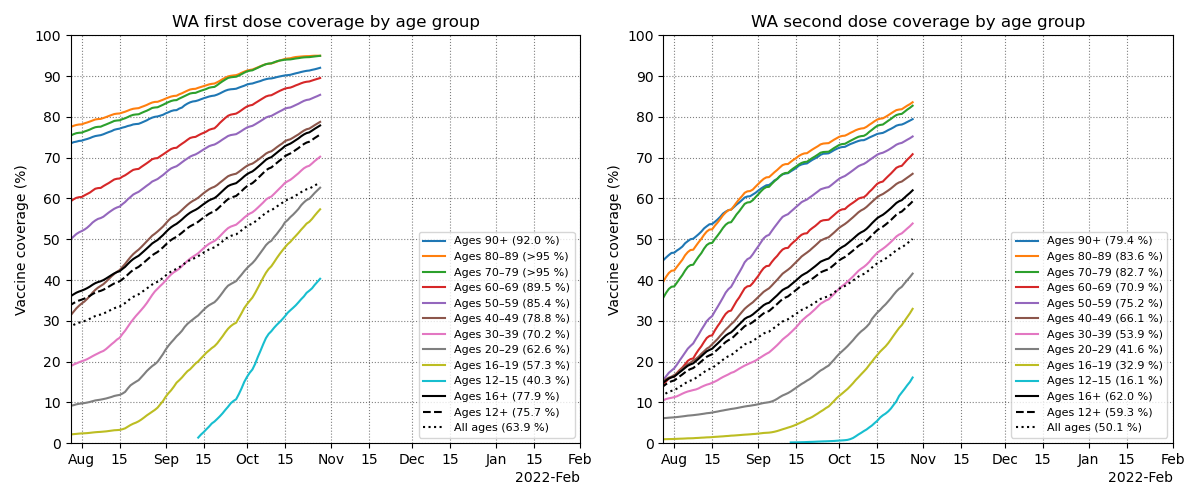 WA first dose coverage by age group
Vaccine coverage (%)
100
90
80
70
60
50
40
30
20
10
0
Ages 90+ (92.0 %)
Ages 80–89 (>95 %)
Ages 70–79 (>95 %)
Ages 60–69 (89.5 %)
Ages 50–59 (85.4 %)
Ages 40–49 (78.8 %)
Ages 30–39 (70.2 %)
Ages 20–29 (62.6 %)
Ages 16–19 (57.3 %)
Ages 12–15 (40.3 %)
Ages 16+ (77.9 %)
Ages 12+ (75.7 %)
All ages (63.9 %)
Aug 15 Sep 15 Oct 15 Nov 15 Dec 15 Jan 15 Feb
2022-Feb
WA second dose coverage by age group
Vaccine coverage (%)
100
90
80
70
60
50
40
30
20
10
0
Ages 90+ (79.4 %)
Ages 80–89 (83.6 %)
Ages 70–79 (82.7 %)
Ages 60–69 (70.9 %)
Ages 50–59 (75.2 %)
Ages 40–49 (66.1 %)
Ages 30–39 (53.9 %)
Ages 20–29 (41.6 %)
Ages 16–19 (32.9 %)
Ages 12–15 (16.1 %)
Ages 16+ (62.0 %)
Ages 12+ (59.3 %)
All ages (50.1 %)
Aug 15 Sep 15 Oct 15 Nov 15 Dec 15 Jan 15 Feb
2022-Feb